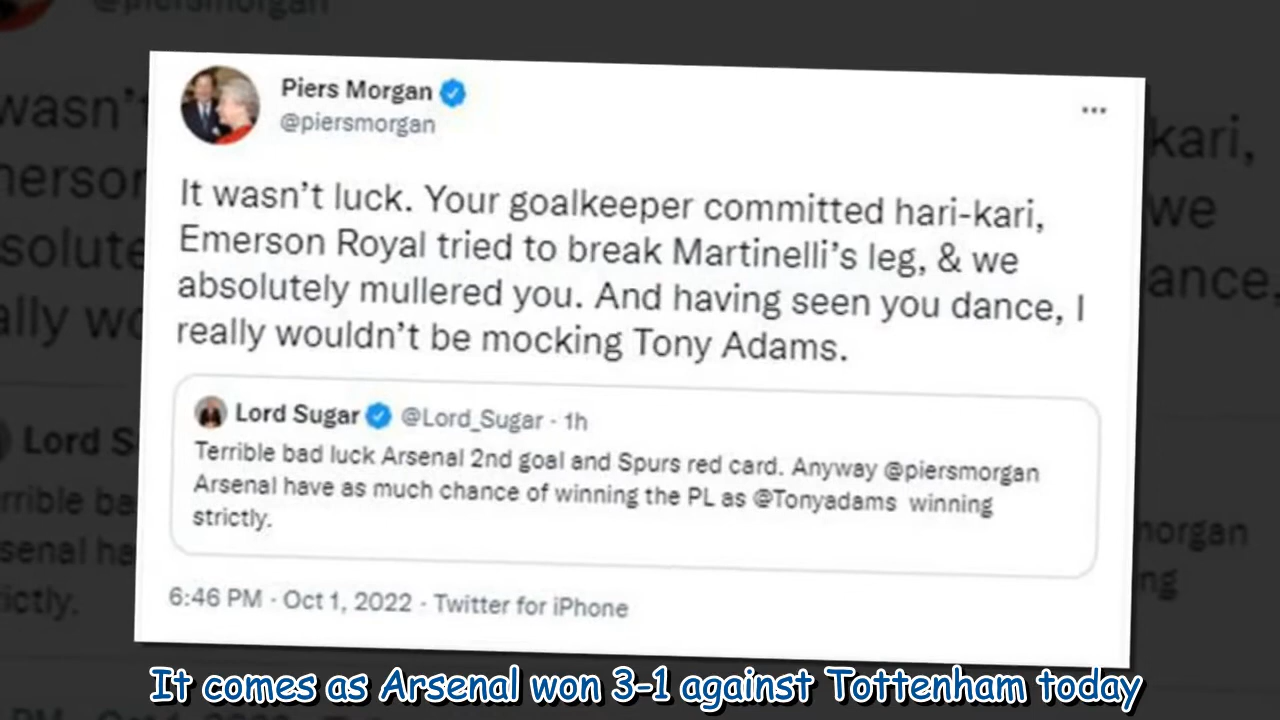 @piersmorgan
Piers Morgan
@piersmorgan
It wasn't luck. Your goalkeeper committed hari-kari,
Emerson Royal tried to break Martinelli's leg, & we
absolutely mullered you. And having seen you dance, I
really wouldn't be mocking Tony Adams.
Lord Sugar @Lord_Sugar · 1h
Terrible bad luck Arsenal 2nd goal and Spurs red card. Anyway @piersmorgan
Arsenal have as much chance of winning the PL as @Tonyadams winning
strictly.
6:46 PM · Oct 1, 2022 · Twitter for iPhone
It comes as Arsenal won 3-1 against Tottenham today